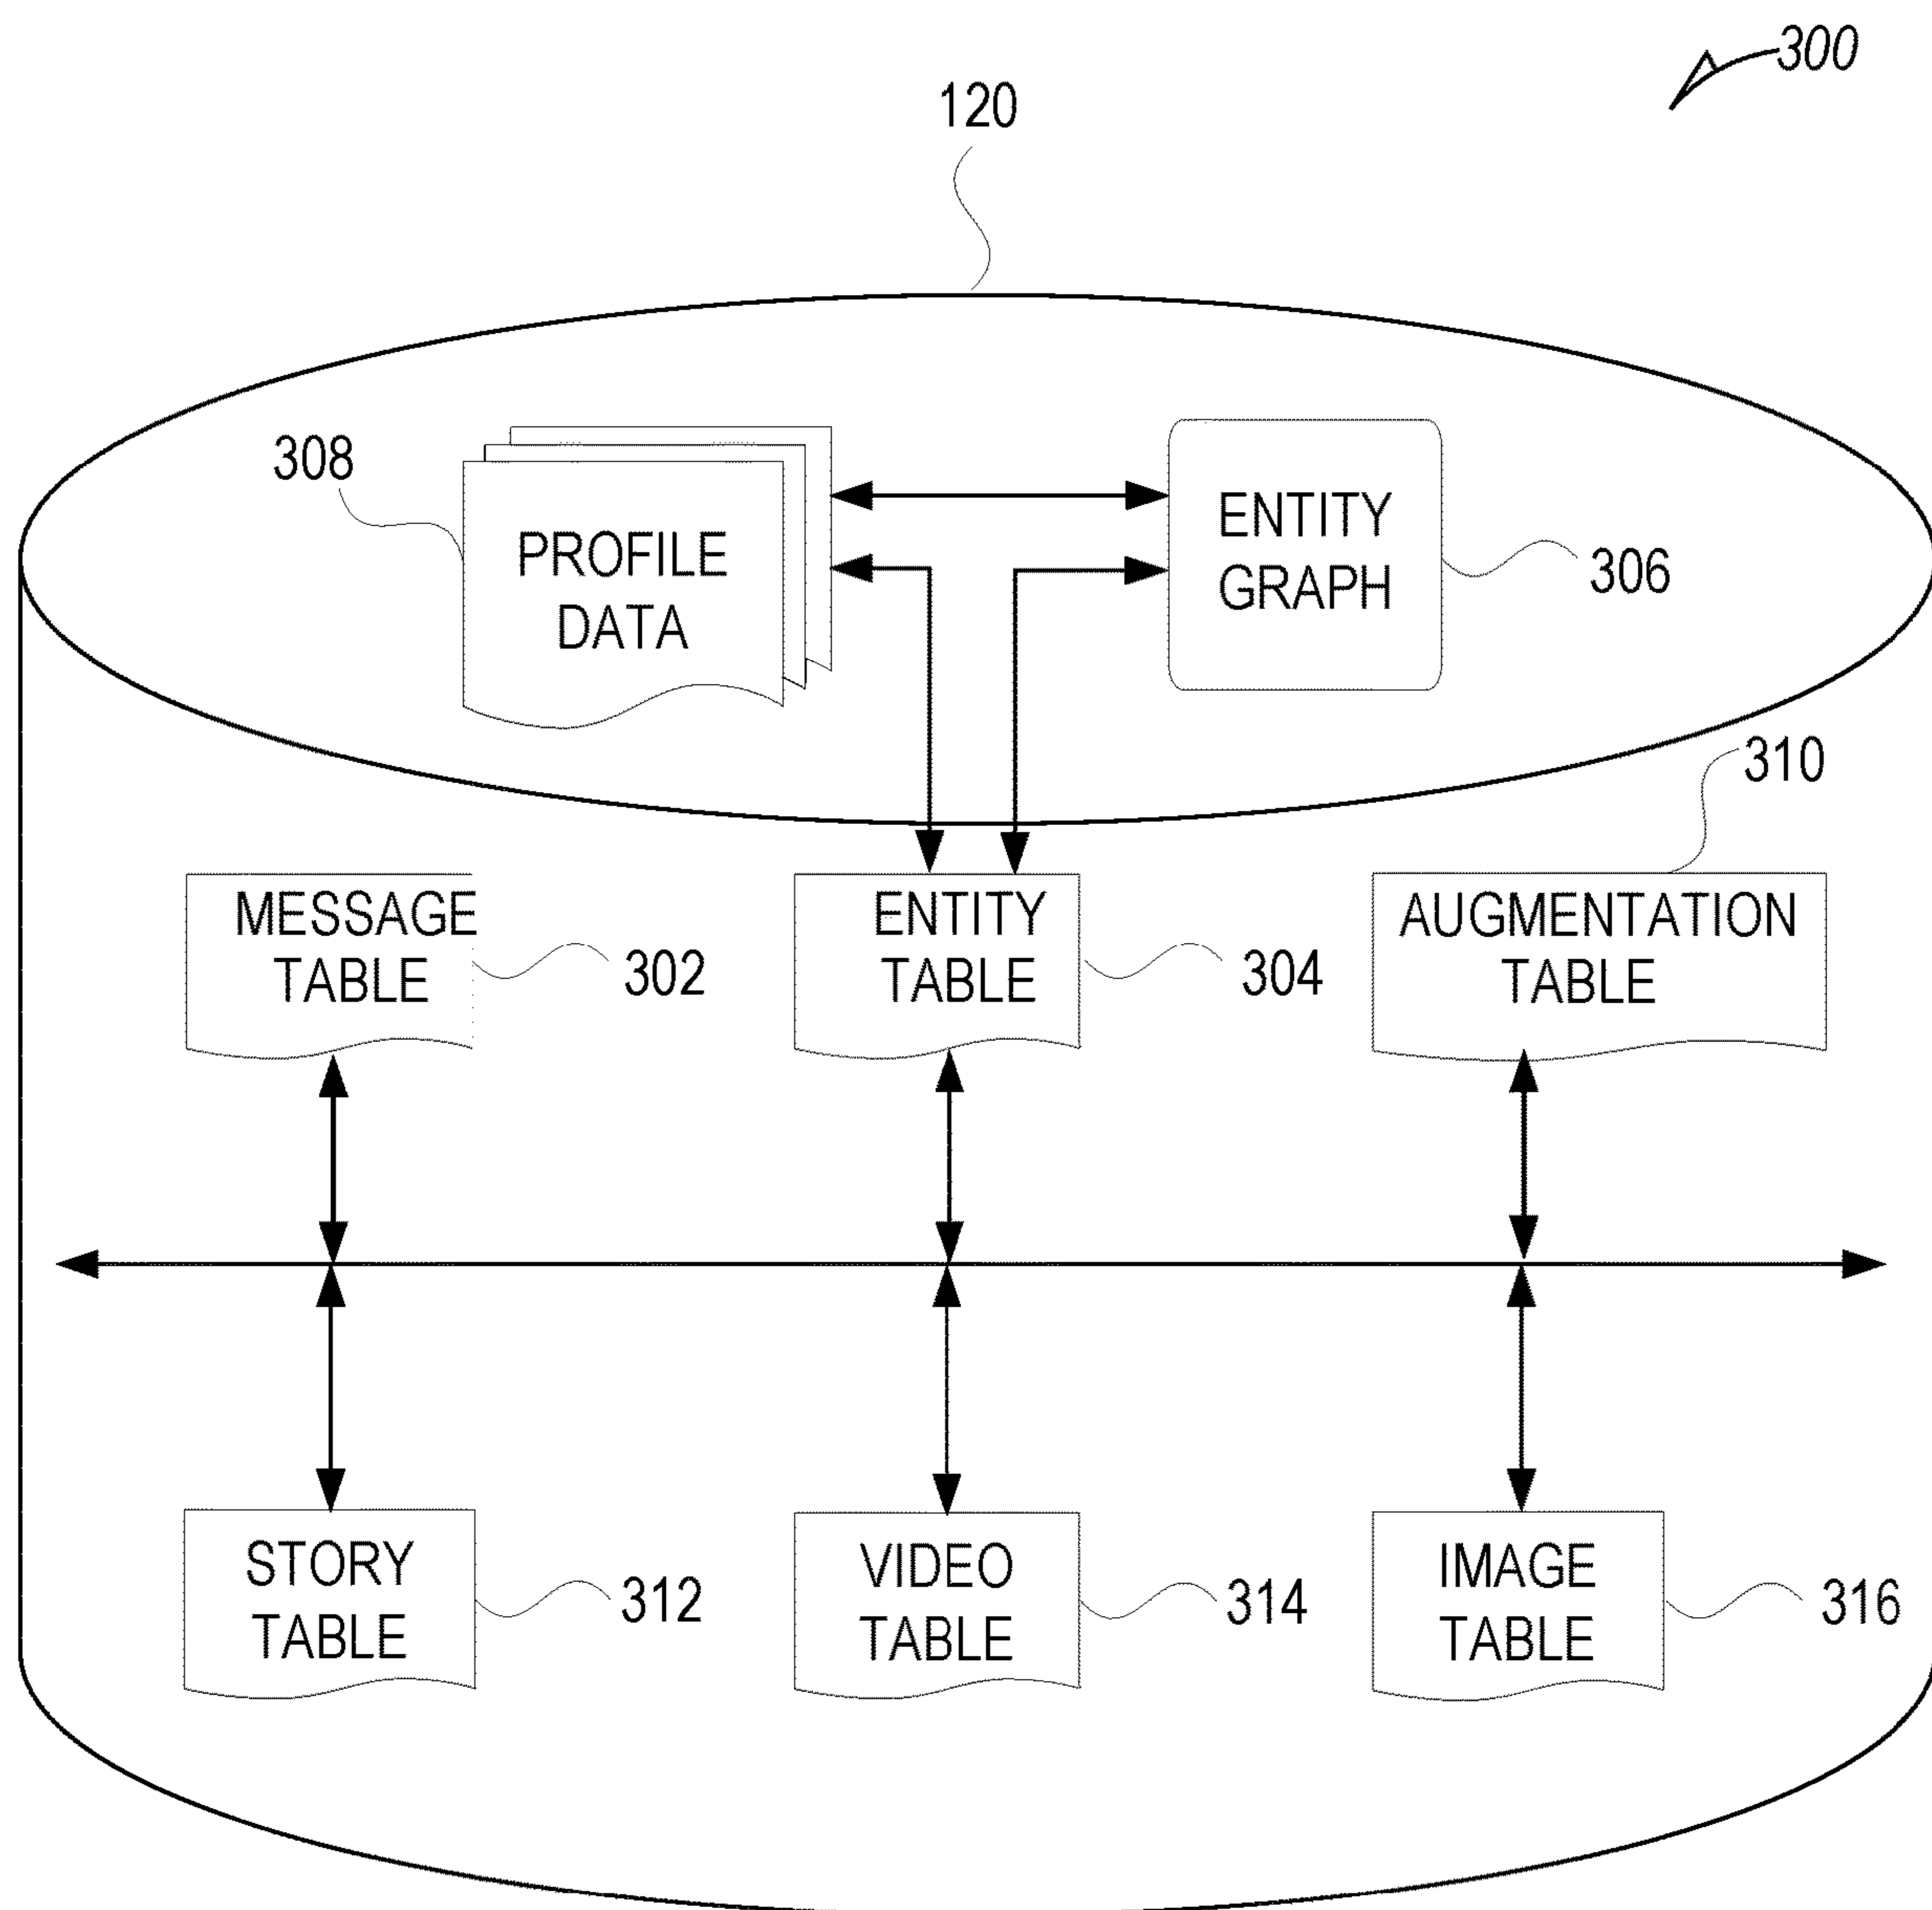 300
120
308
PROFILE
DATA
ENTITY
GRAPH
306
310
MESSAGE
TABLE
302
ENTITY
TABLE
304
AUGMENTATION
TABLE
STORY
TABLE
312
VIDEO
TABLE
314
IMAGE
TABLE
316